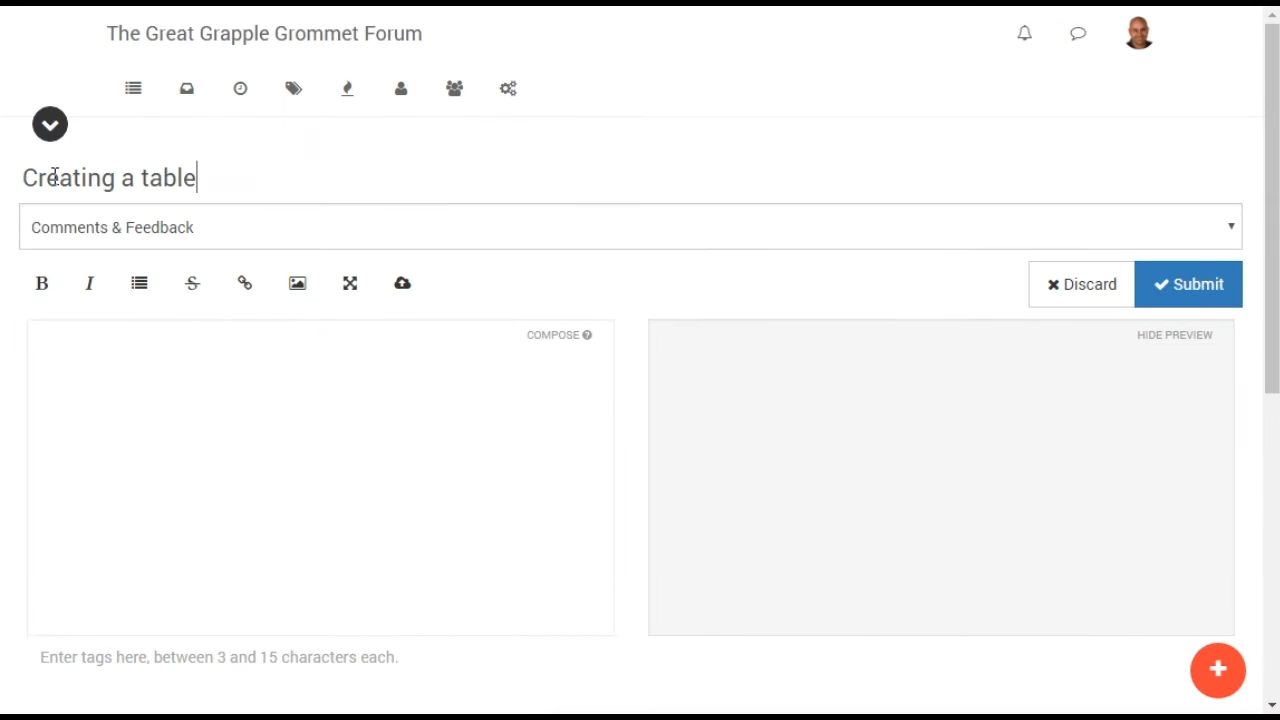 The Great Grapple Grommet Forum
Creating a table
Comments & Feedback
B I S
Discard Submit
COMPOSE
HIDE PREVIEW
Enter tags here, between 3 and 15 characters each.